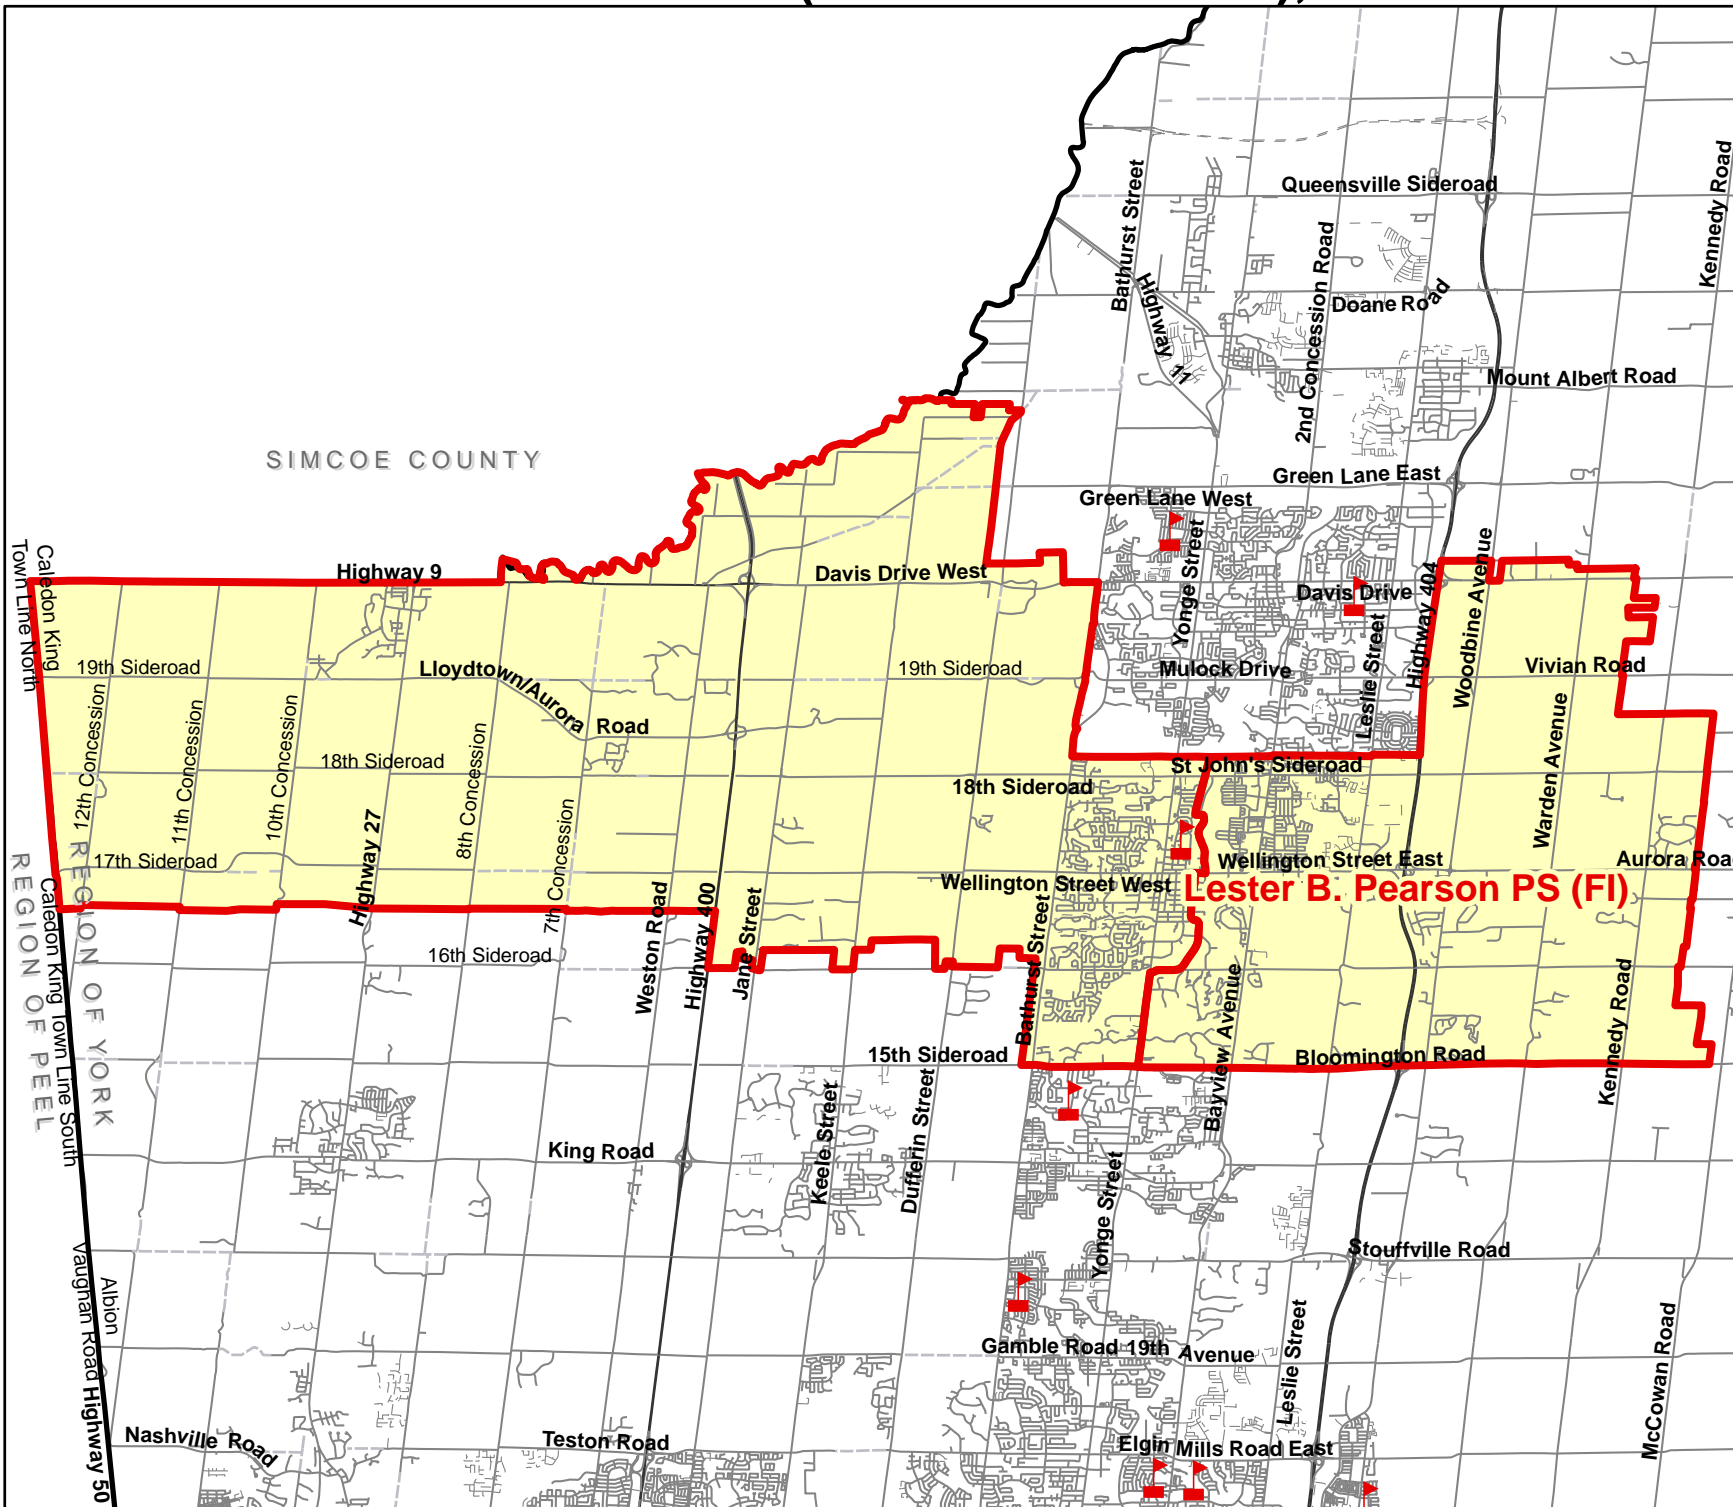 Queensville Sideroad
Kennedy Road
Bathurst Street
Highway 11
2nd Concession Road
Doane Road
Mount Albert Road
SIMCOE COUNTY
Green Lane East
Green Lane West
Yonge Street
Davis Drive
Highway 404
Woodbine Avenue
Caledon King
Town Line North
Highway 9
Davis Drive West
19th Sideroad
Lloydtown/Aurora Road
19th Sideroad
Mulock Drive
Leslie Street
Vivian Road
12th Concession
11th Concession
10th Concession
8th Concession
18th Sideroad
18th Sideroad
St John's Sideroad
Warden Avenue
Highway 27
7th Concession
17th Sideroad
Wellington Street East
Aurora Roa
Wellington Street West
Lester B. Pearson PS (FI)
REGION OF PEEL
REGION OF YORK
Caledon King Town Line South
16th Sideroad
Weston Road
Highway 400
Jane Street
Bathurst Street
Bayview Avenue
Kennedy Road
15th Sideroad
Bloomington Road
King Road
Keele Street
Dufferin Street
Yonge Street
Stouffville Road
Albion
Vaughan Road
Highway 50
Gamble Road
19th Avenue
Leslie Street
McCowan Road
Nashville Road
Teston Road
Elgin Mills Road East